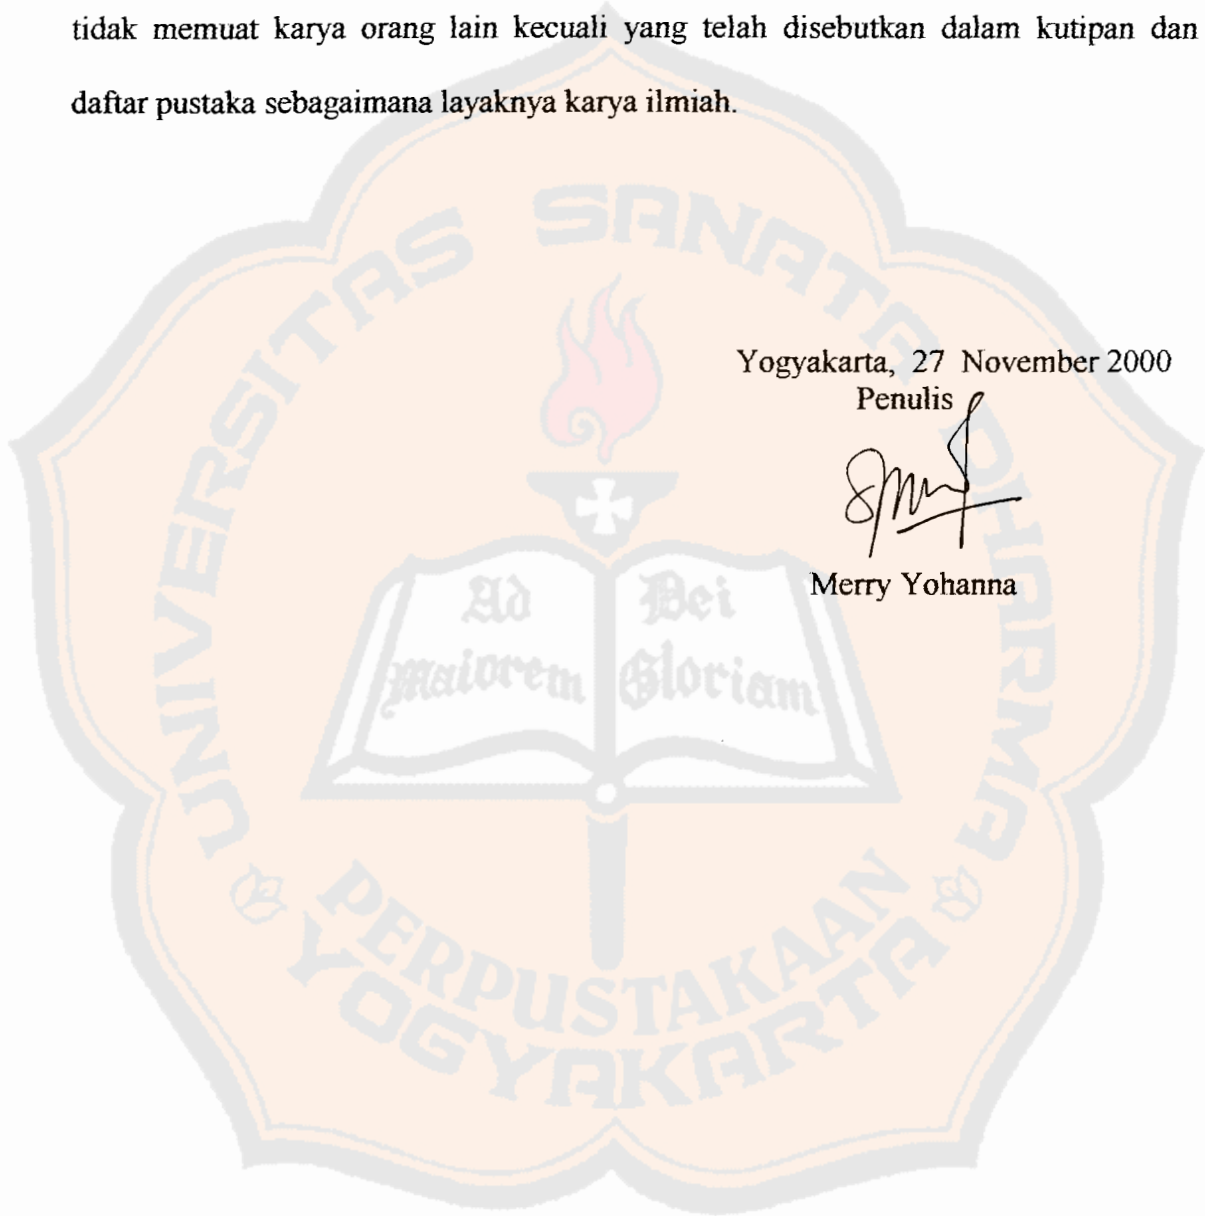 tidak memuat karya orang lain kecuali yang telah disebutkan dalam kutipan dan
daftar pustaka sebagaimana layaknya karya ilmiah.
UNIVERSITAS SANATA DHARMA
Yogyakarta, 27 November 2000
Penulis
Merry Yohanna
Ad
maiorem
Dei
Gloriam
PERPUSTAKAAN
YOGYAKARTA